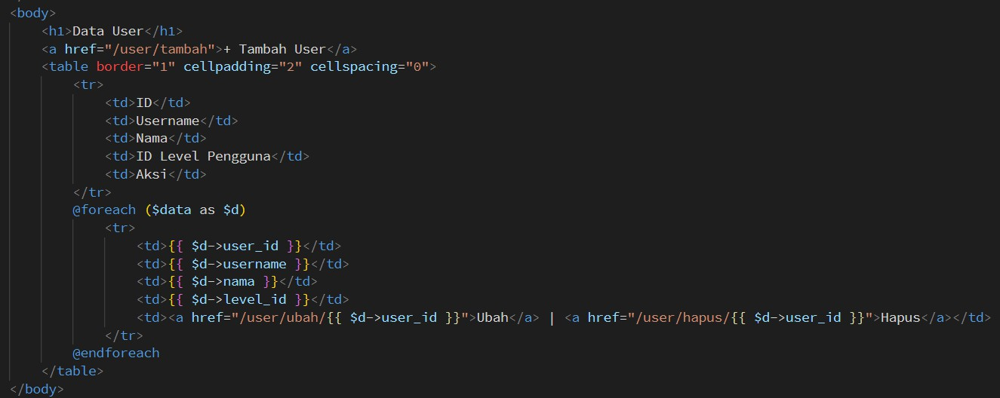 <body>
<h1>Data User</h1>
<a href="/user/tambah">+ Tambah User</a>
<table border="1" cellpadding="2" cellspacing="0">
<tr>
<td>ID</td>
<td>Username</td>
<td>Nama</td>
<td>ID Level Pengguna</td>
<td>Aksi</td>
</tr>
@foreach ($data as $d)
<tr>
<td>{{ $d->user_id }}</td>
<td>{{ $d->username }}</td>
<td>{{ $d->nama }}</td>
<td>{{ $d->level_id }}</td>
<td><a href="/user/ubah/{{ $d->user_id }}">Ubah</a> | <a href="/user/hapus/{{ $d->user_id }}">Hapus</a></td>
</tr>
@endforeach
</table>
</body>